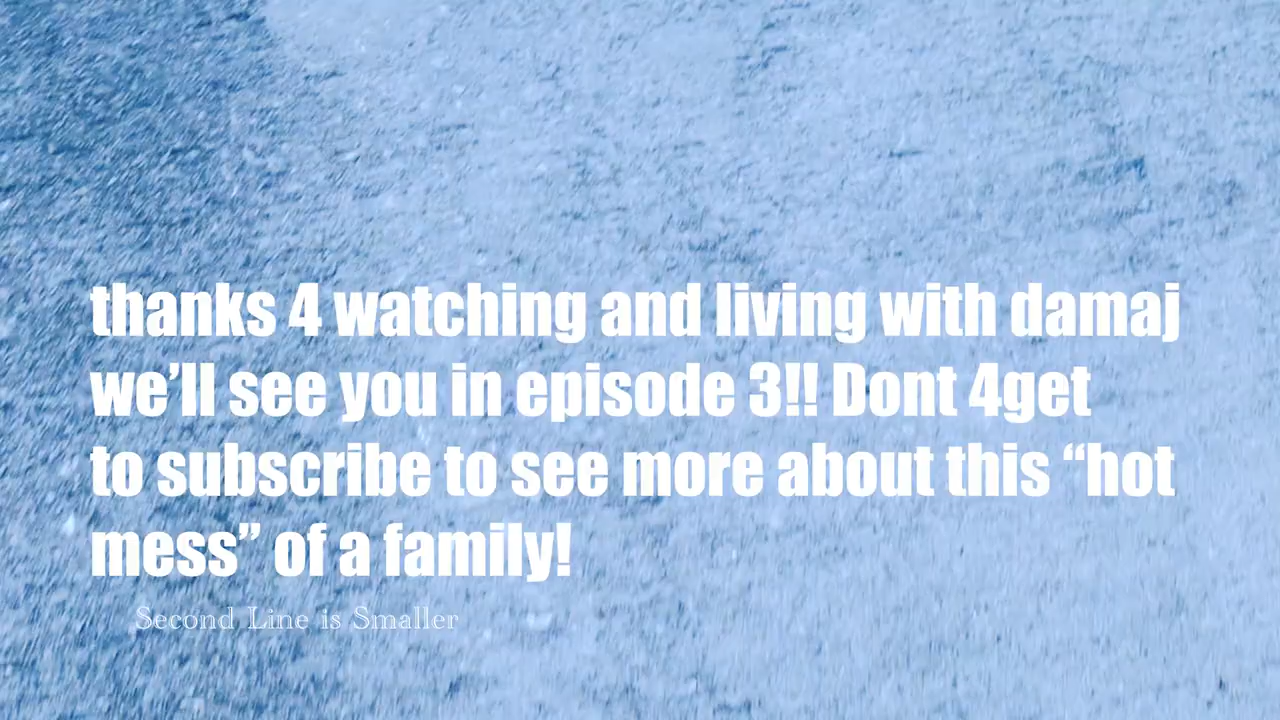 thanks 4 watching and living with damaj
we’ll see you in episode 3!! Dont 4get
to subscribe to see more about this “hot
mess” of a family!
Second Line is Smaller